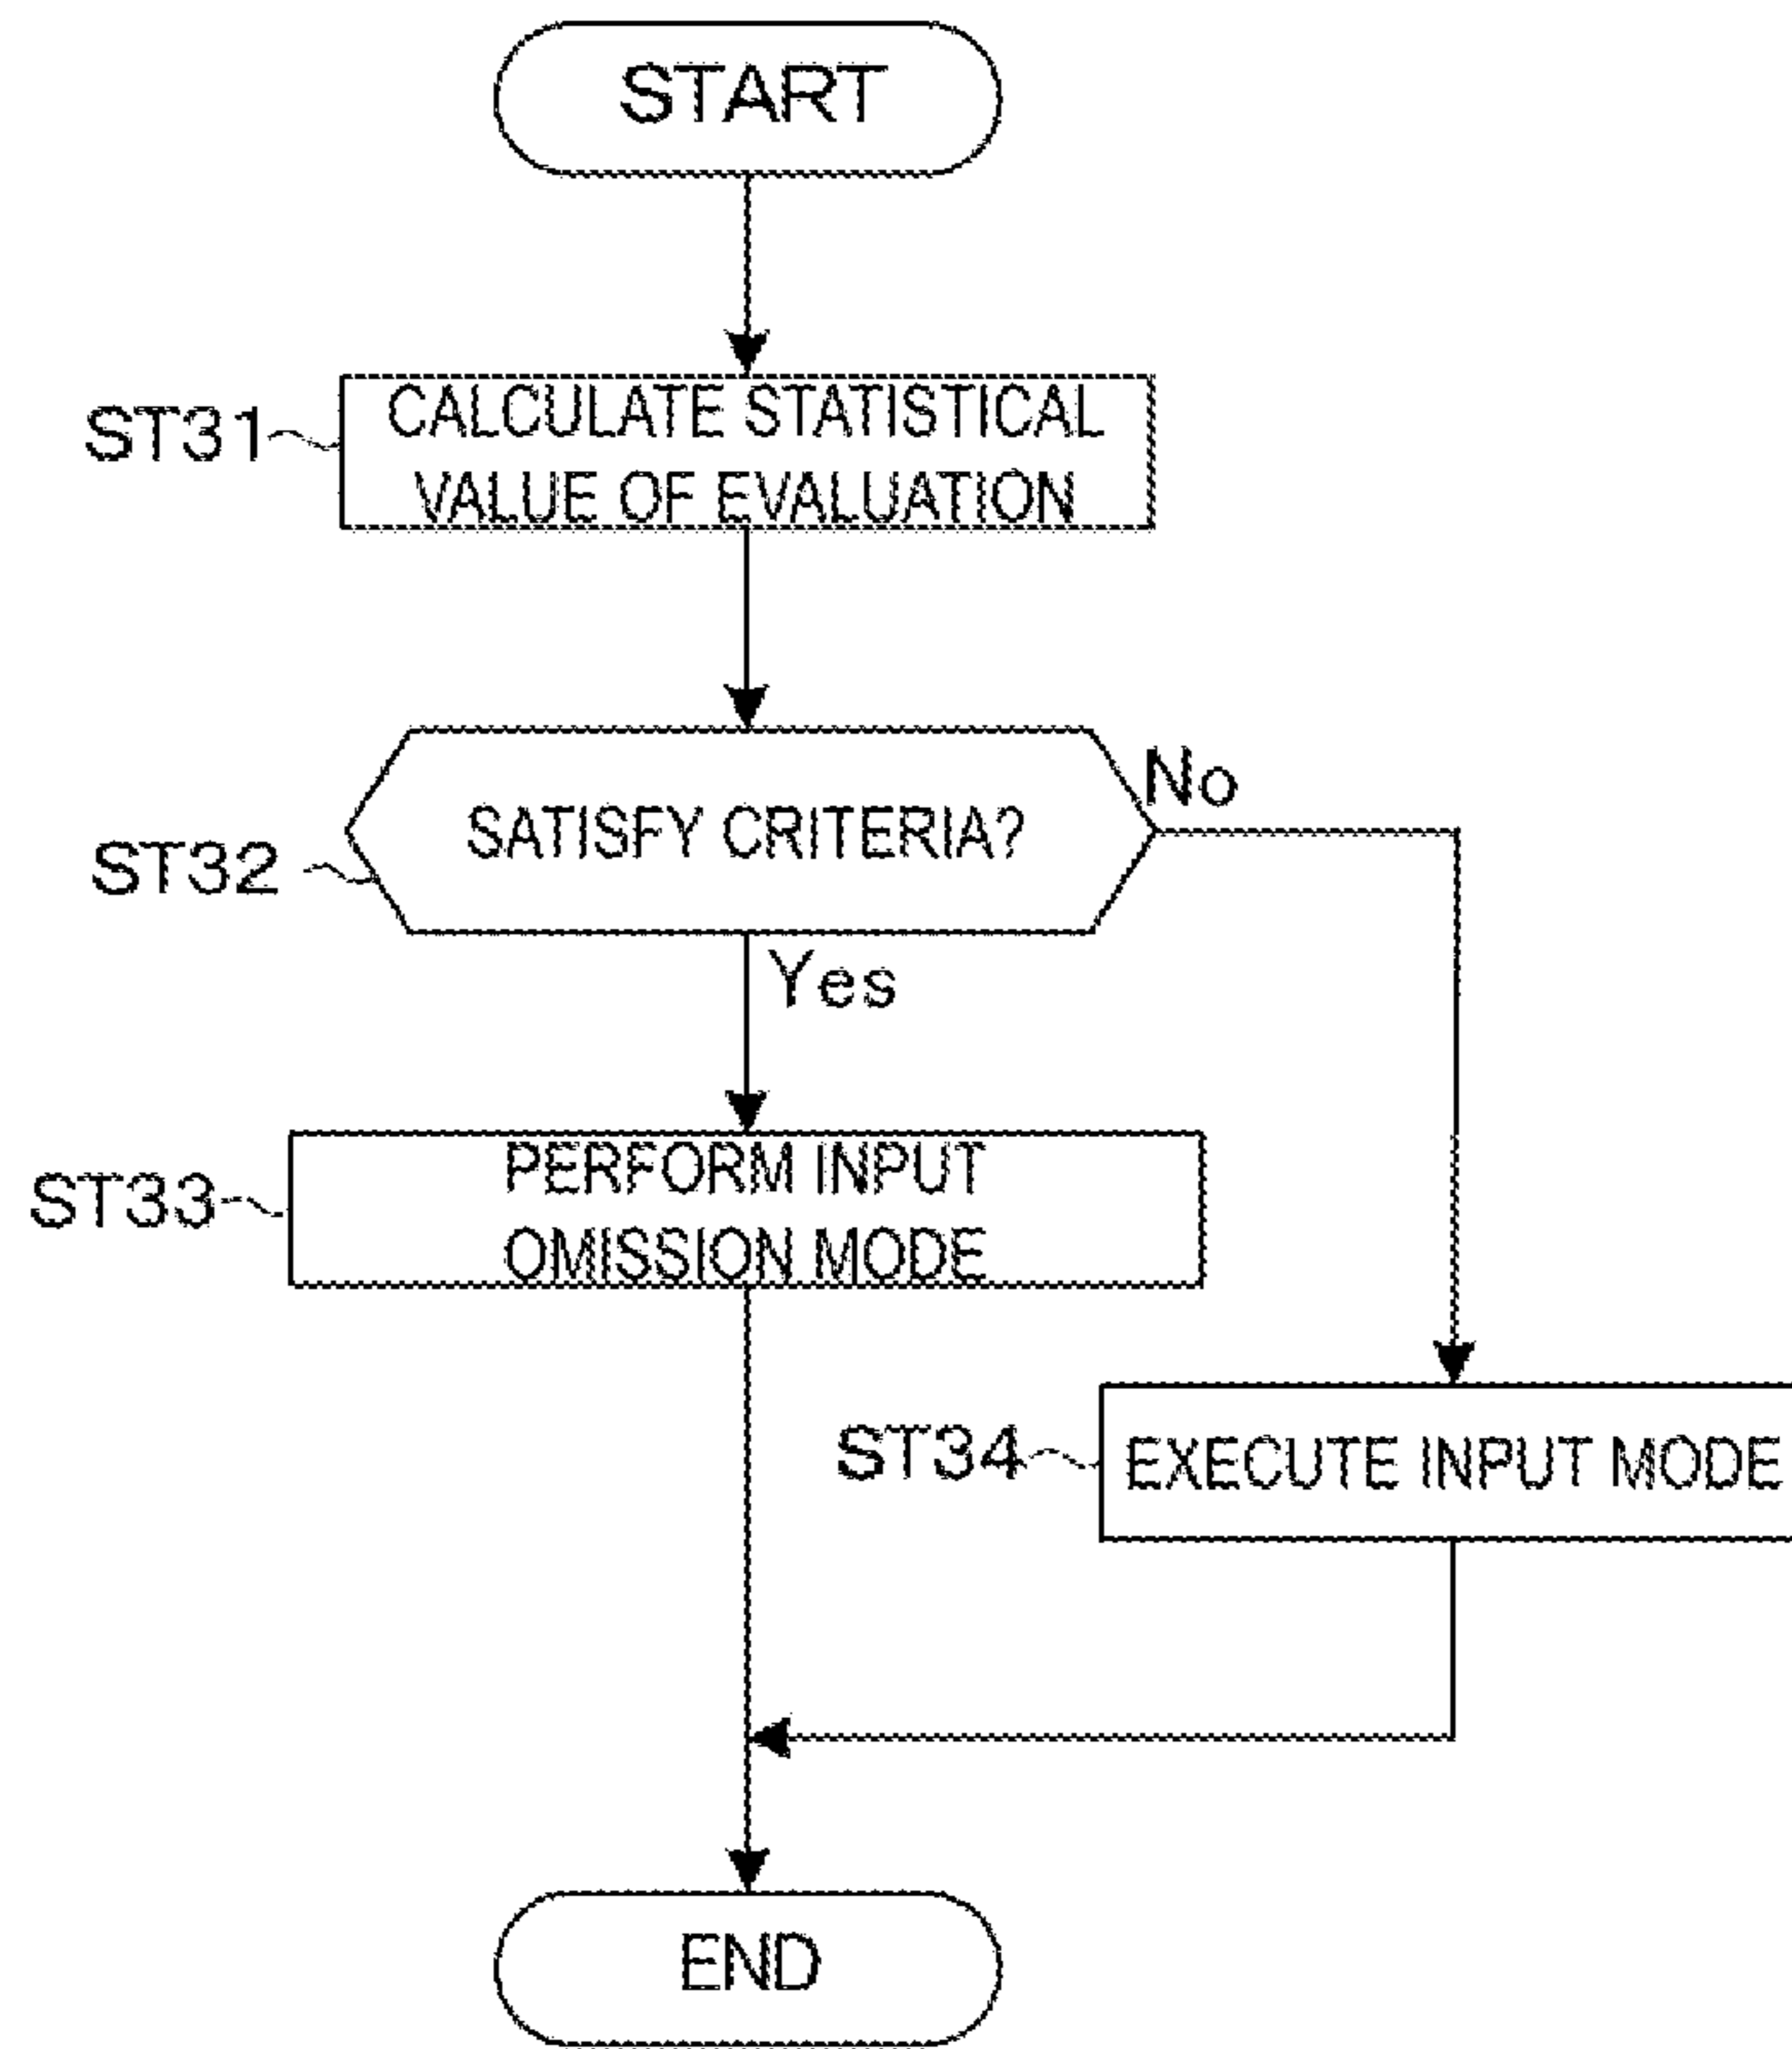 START
ST31
CALCULATE STATISTICAL
VALUE OF EVALUATION
ST32
SATISFY CRITERIA?
No
Yes
ST33
PERFORM INPUT
OMISSION MODE
ST34
EXECUTE INPUT MODE
END